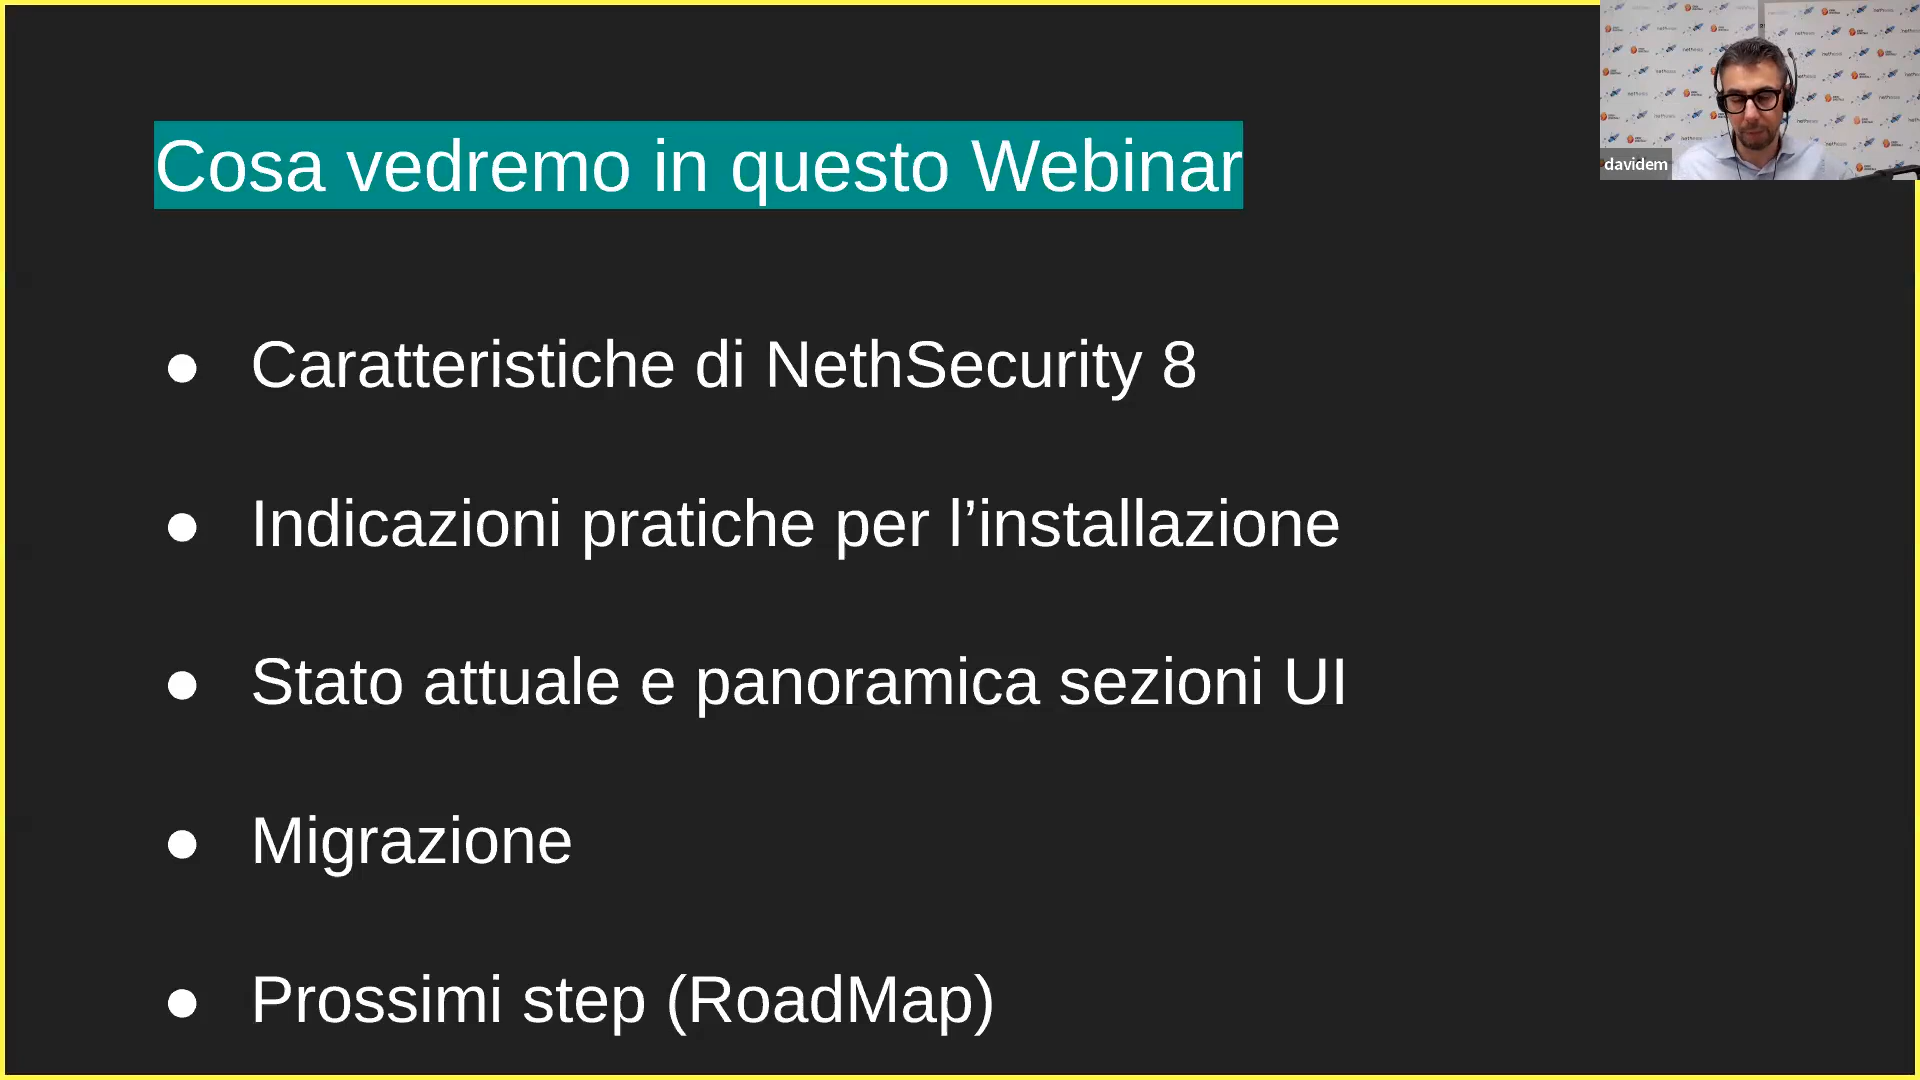 Cosa vedremo in questo Webinar
davidem
● Caratteristiche di NethSecurity 8
● Indicazioni pratiche per l’installazione
● Stato attuale e panoramica sezioni UI
● Migrazione
● Prossimi step (RoadMap)